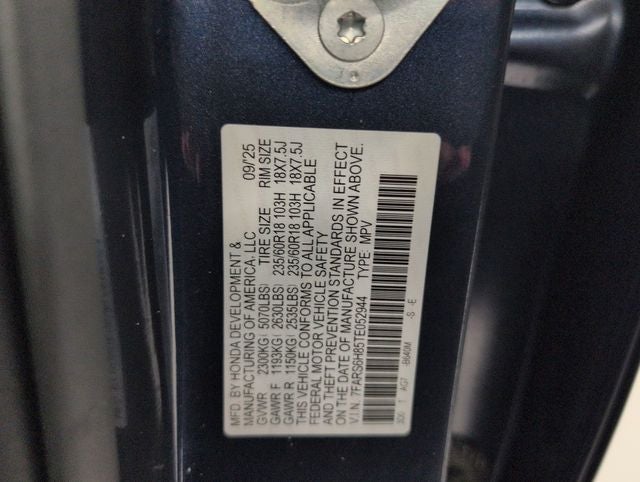 MFD. BY HONDA DEVELOPMENT &
MANUFACTURING OF AMERICA, LLC 09/'25
GVWR 2300KG( 5070LBS) TIRE SIZE RIM SIZE
GAWR F 1193KG( 2630LBS) 235/60R18 103H 18X7.5J
GAWR R 1150KG( 2535LBS) 235/60R18 103H 18X7.5J
THIS VEHICLE CONFORMS TO ALL APPLICABLE
FEDERAL MOTOR VEHICLE SAFETY
AND THEFT PREVENTION STANDARDS IN EFFECT
ON THE DATE OF MANUFACTURE SHOWN ABOVE.
V.I.N. 7FARS6H85TE052944 TYPE: MPV
-B640M -S -E